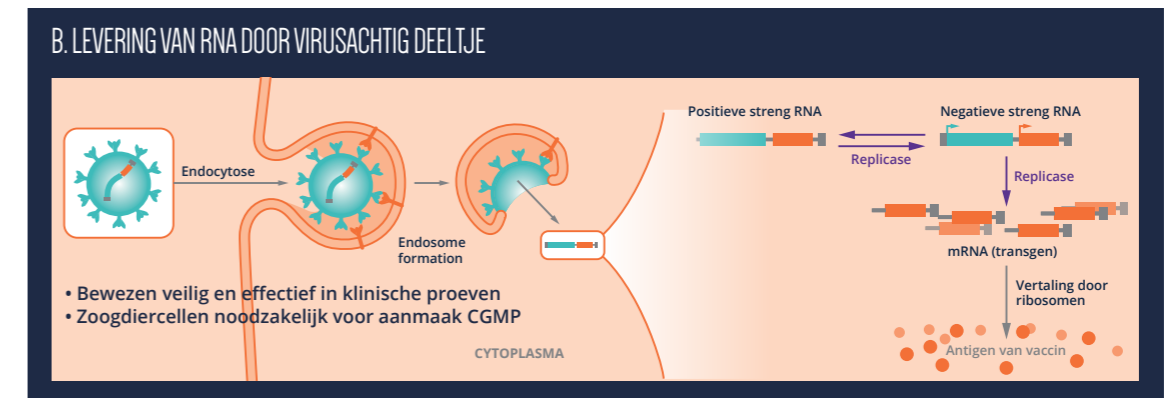 B. LEVERING VAN RNA DOOR VIRUSACHTIG DEELTJE
Endocytose
Endosome
formation
• Bewezen veilig en effectief in klinische proeven
• Zoogdiercellen noodzakelijk voor aanmaak CGMP
CYTOPLASMA
Positieve streng RNA
Negatieve streng RNA
Replicase
Replicase
mRNA (transgen)
Vertaling door
ribosomen
Antigen van vaccin